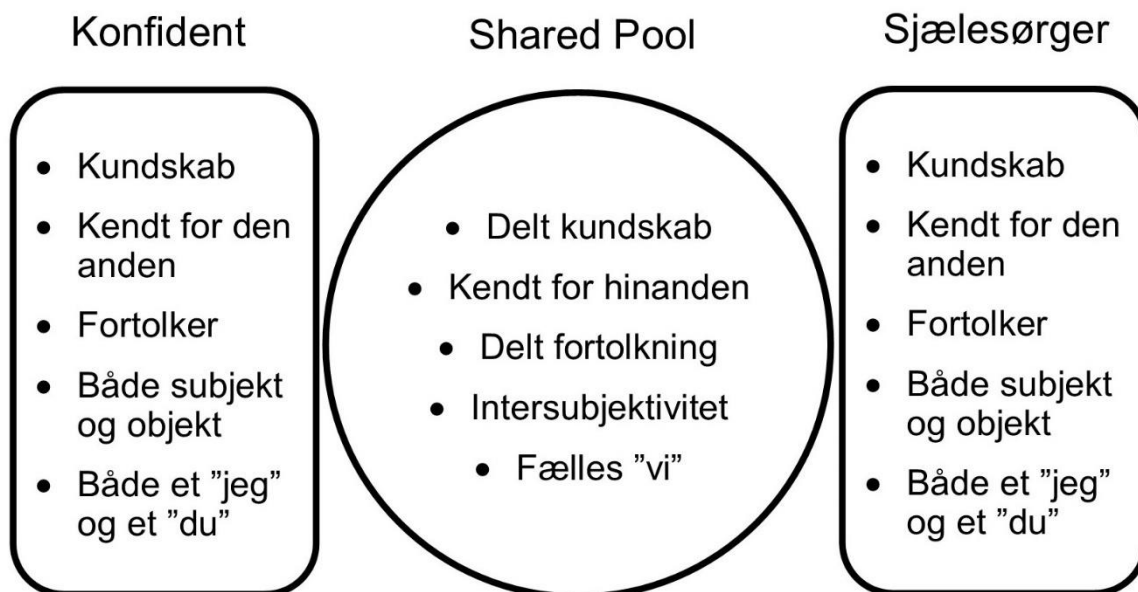 Konfident
Shared Pool
Sjælesørger
• Kundskab
• Kendt for den
anden
• Fortolker
• Både subjekt
og objekt
• Både et ”jeg”
og et ”du”
• Delt kundskab
• Kendt for hinanden
• Delt fortolkning
• Intersubjektivitet
• Fælles ”vi”
• Kundskab
• Kendt for den
anden
• Fortolker
• Både subjekt
og objekt
• Både et ”jeg”
og et ”du”